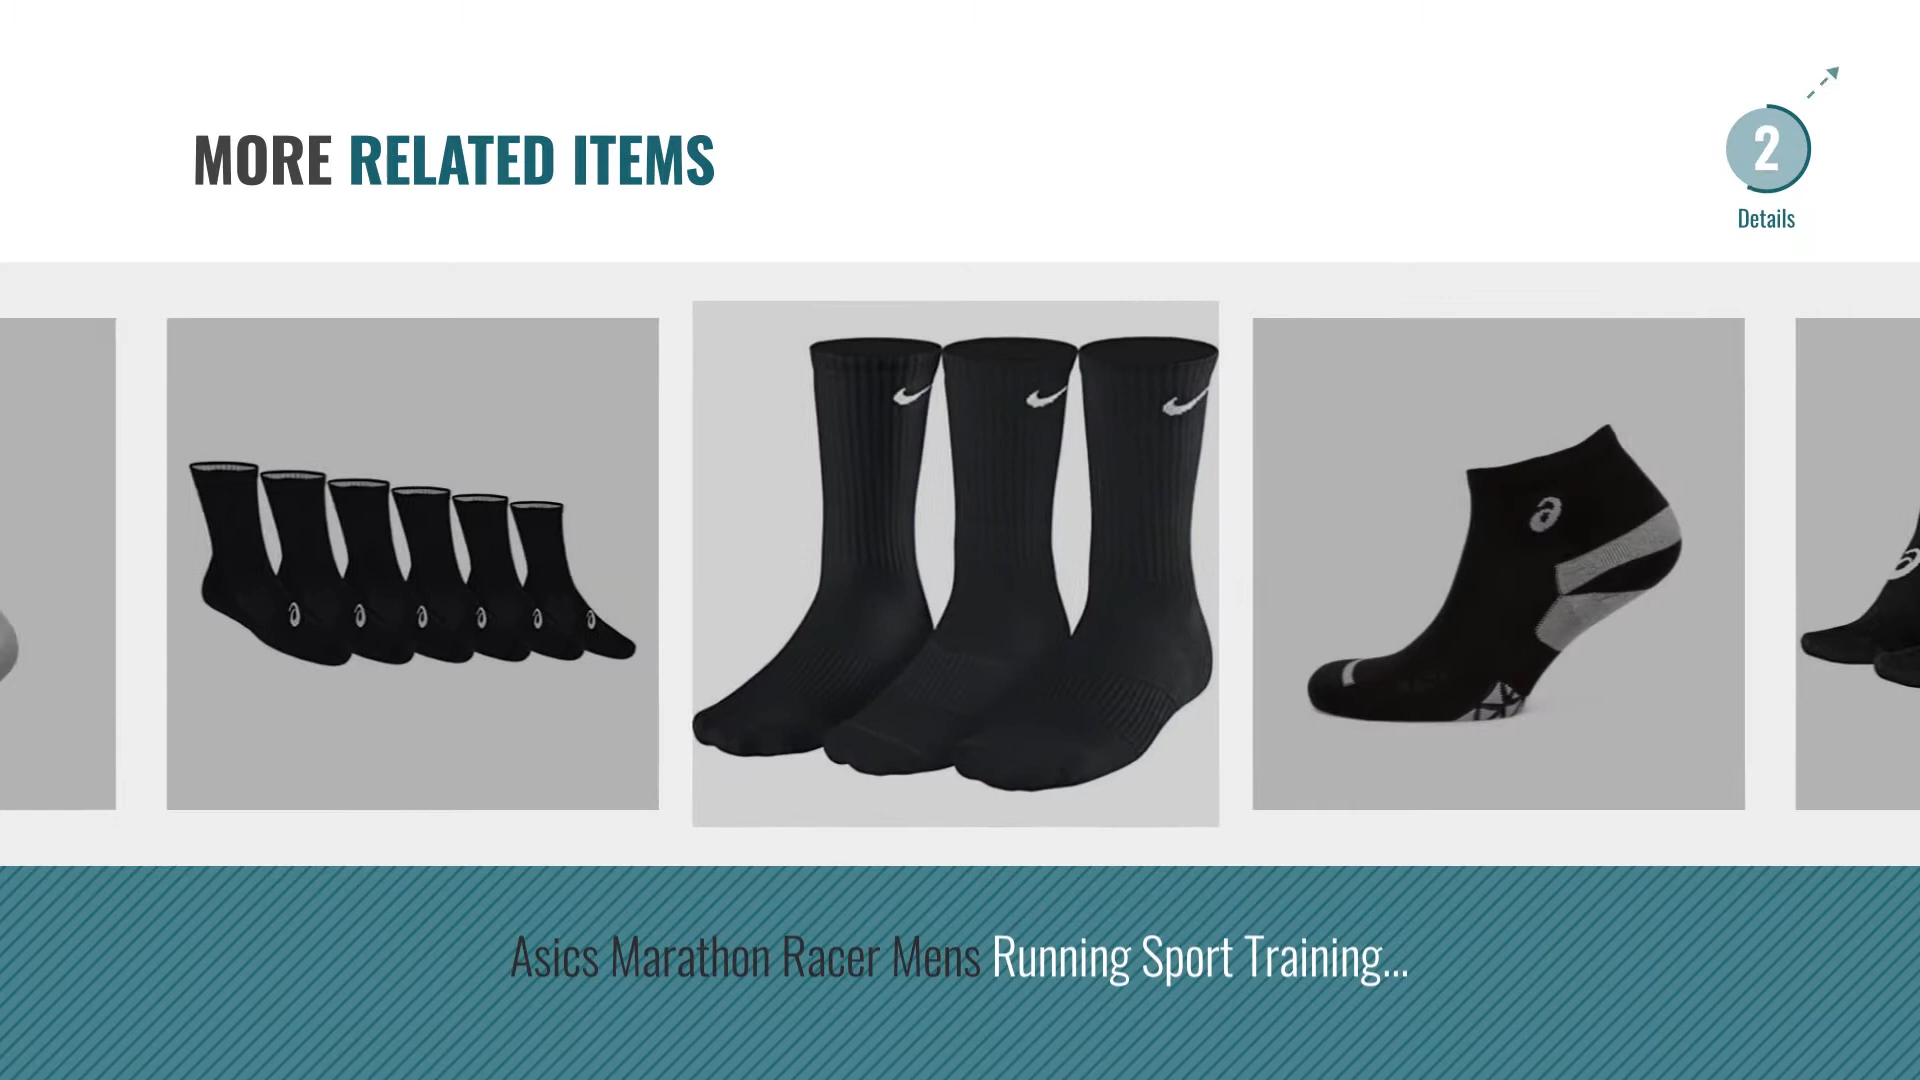 MORE RELATED ITEMS
2
Details
Asics Marathon Racer Mens Running Sport Training...